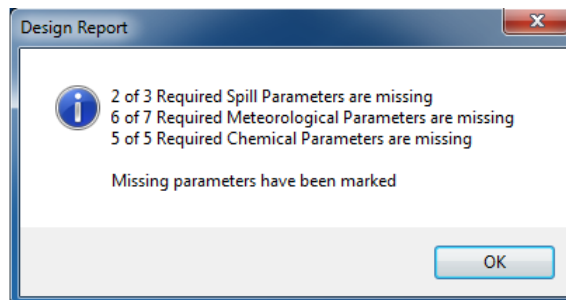 Design Report
2 of 3 Required Spill Parameters are missing
6 of 7 Required Meteorological Parameters are missing
5 of 5 Required Chemical Parameters are missing
Missing parameters have been marked
OK